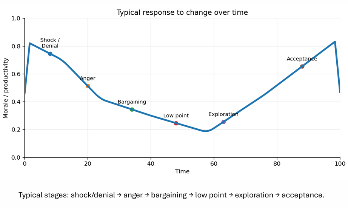 Typical response to change over time
1.0
0.8
0.6
0.4
0.2
0.0
Morale / productivity
Shock /
Denial
Anger
Bargaining
Low point
Exploration
Acceptance
0
20
40
60
80
100
Time
Typical stages: shock/denial → anger → bargaining → low point → exploration → acceptance.